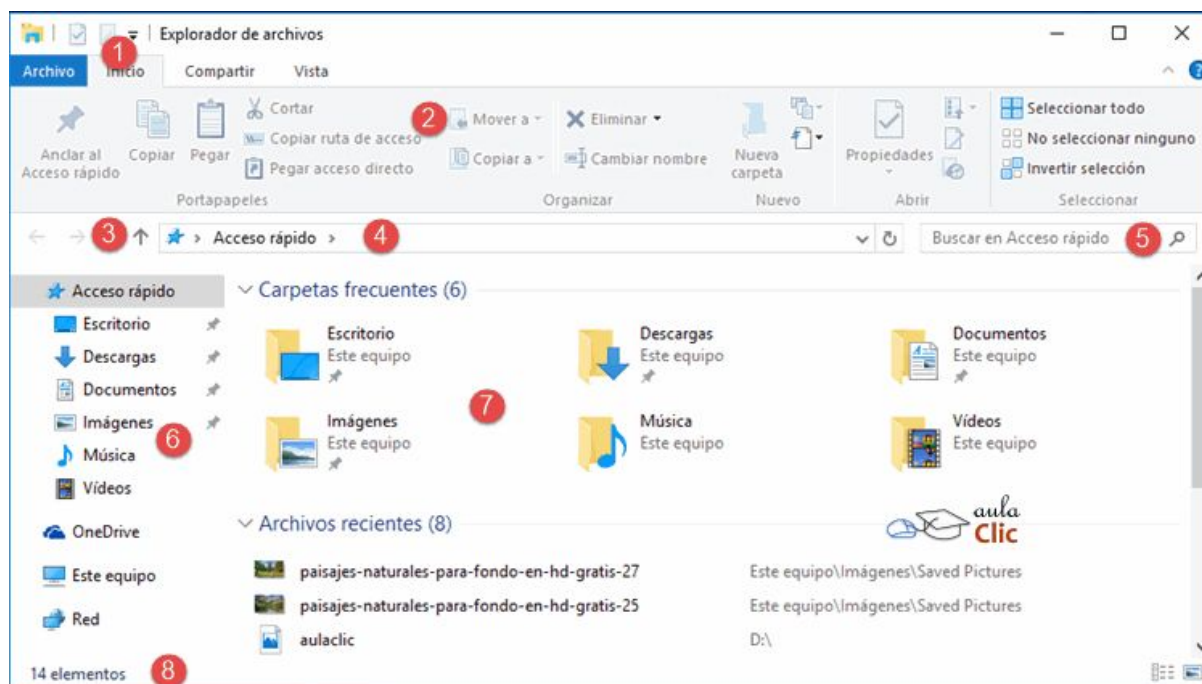 Explorador de archivos
1
Archivo Inicio Compartir Vista
Anclar al Acceso rápido
Copiar
Pegar
Cortar
Copiar ruta de acceso
Pegar acceso directo
Portapapeles
2
Mover a
Copiar a
Eliminar
Cambiar nombre
Organizar
Nueva carpeta
Nuevo
Propiedades
Abrir
Seleccionar todo
No seleccionar ninguno
Invertir selección
Seleccionar
3
Acceso rápido
4
Buscar en Acceso rápido
5
Acceso rápido
Escritorio
Descargas
Documentos
Imágenes
6
Música
Vídeos
OneDrive
Este equipo
Red
Carpetas frecuentes (6)
Escritorio
Este equipo
Descargas
Este equipo
Documentos
Este equipo
7
Imágenes
Este equipo
Música
Este equipo
Vídeos
Este equipo
aula
Clic
Archivos recientes (8)
paisajes-naturales-para-fondo-en-hd-gratis-27 Este equipo\Imágenes\Saved Pictures
paisajes-naturales-para-fondo-en-hd-gratis-25 Este equipo\Imágenes\Saved Pictures
aulaclic D:\
14 elementos
8